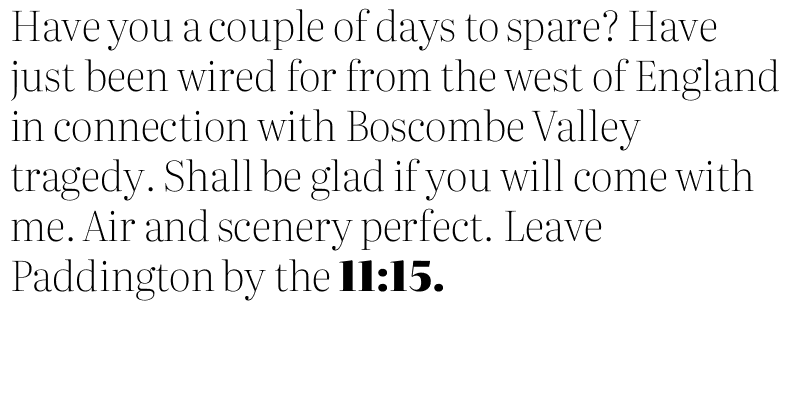 Have you a couple of days to spare? Have
just been wired for from the west of England
in connection with Boscombe Valley
tragedy. Shall be glad if you will come with
me. Air and scenery perfect. Leave
Paddington by the 11:15.